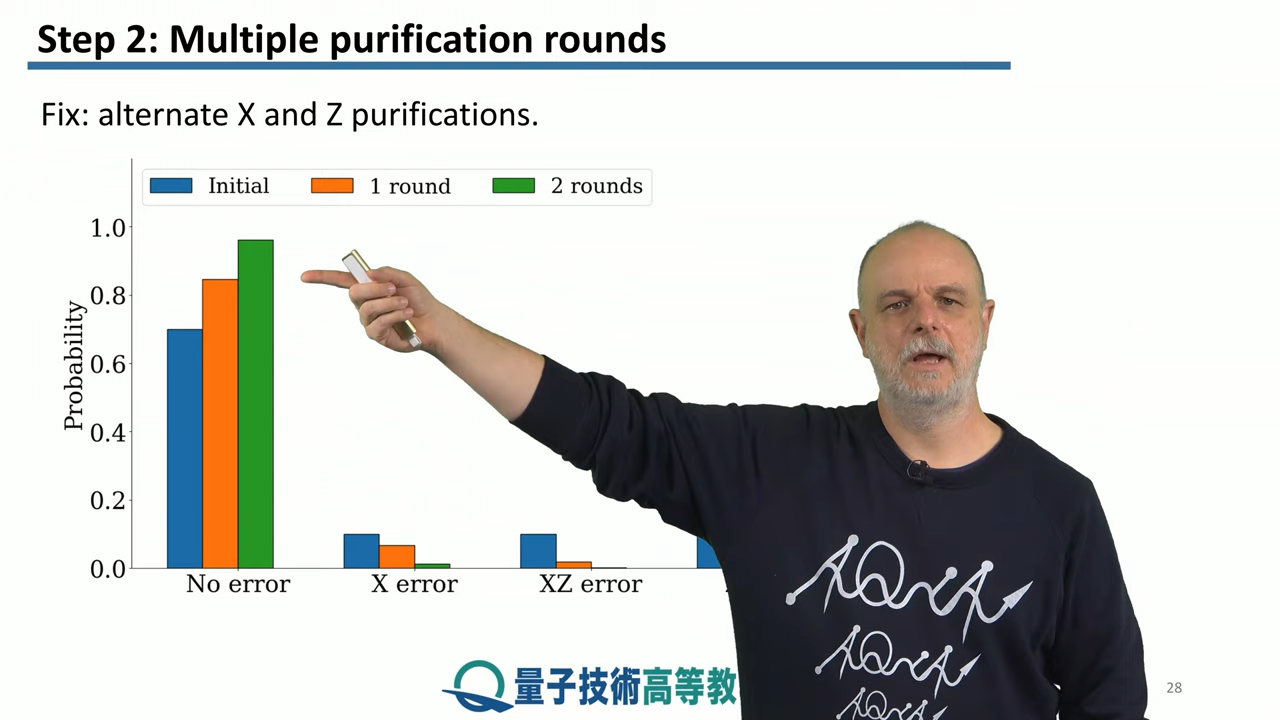 Step 2: Multiple purification rounds
Fix: alternate X and Z purifications.
Initial
1 round
2 rounds
1.0
0.8
0.6
0.4
0.2
0.0
Probability
No error
X error
XZ error
量子技術高等教
28